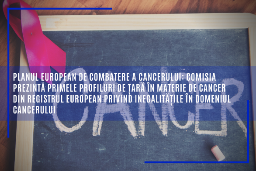 PLANUL EUROPEAN DE COMBATERE A CANCERULUI: COMISIA
PREZINTĂ PRIMELE PROFILURI DE ȚARĂ ÎN MATERIE DE CANCER
DIN REGISTRUL EUROPEAN PRIVIND INEGALITĂȚILE ÎN DOMENIUL
CANCERULUI
CANCER